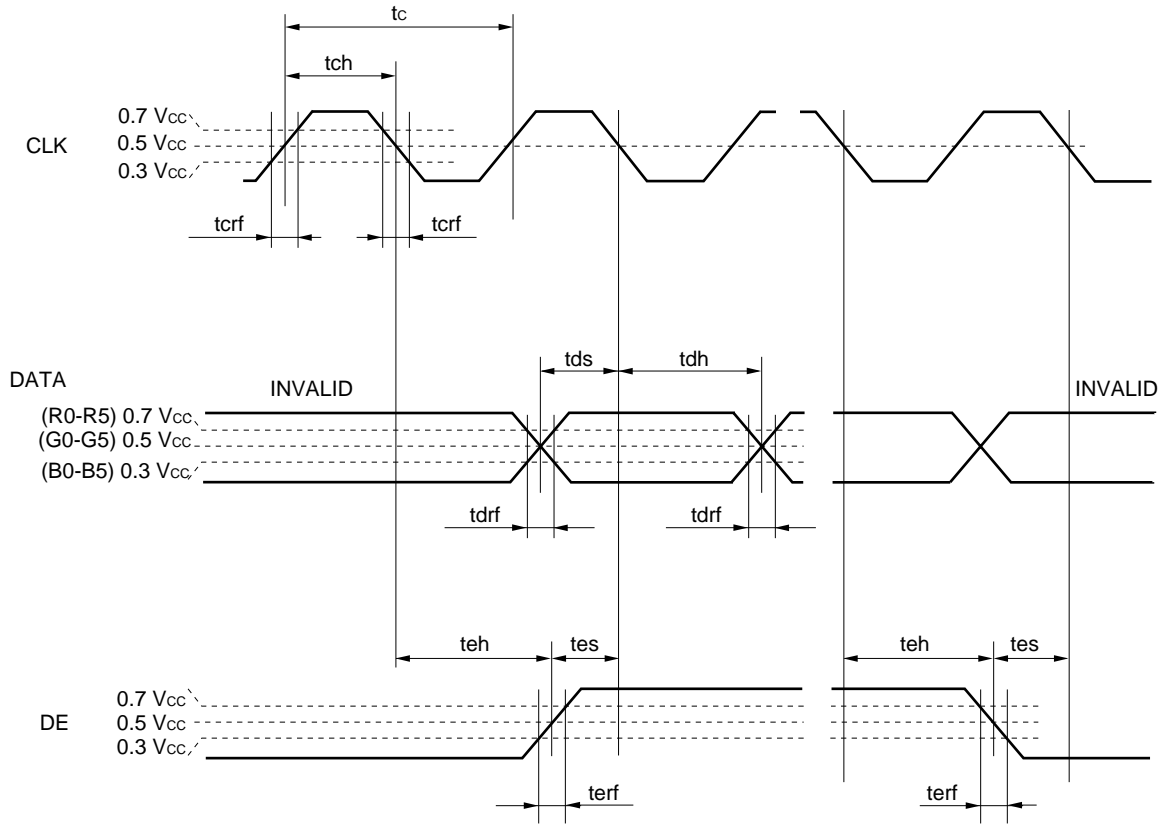 tc
tch
0.7 Vcc
CLK
0.5 Vcc
0.3 Vcc
tcrf
tcrf
tds
tdh
DATA
INVALID
INVALID
(R0-R5) 0.7 Vcc
(G0-G5) 0.5 Vcc
(B0-B5) 0.3 Vcc
tdrf
tdrf
teh
tes
teh
tes
0.7 Vcc
DE
0.5 Vcc
0.3 Vcc
terf
terf